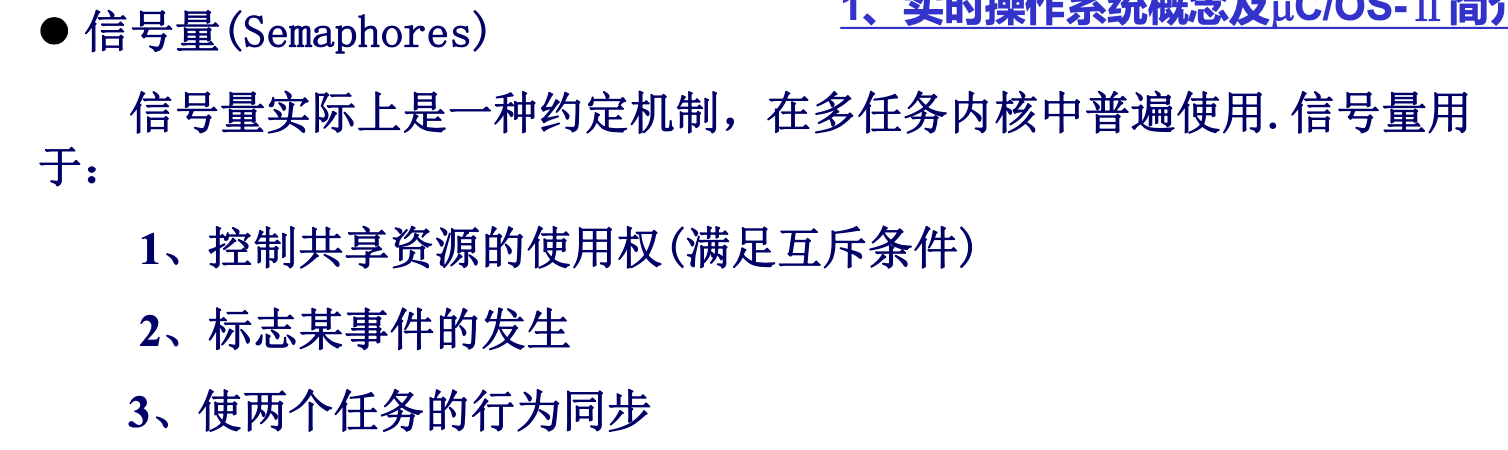 1、实的操作系统概念及μC/OS-Ⅱ简介
● 信号量(Semaphores)
信号量实际上是一种约定机制，在多任务内核中普遍使用.信号量用
于：
1、控制共享资源的使用权(满足互斥条件)
2、标志某事件的发生
3、使两个任务的行为同步